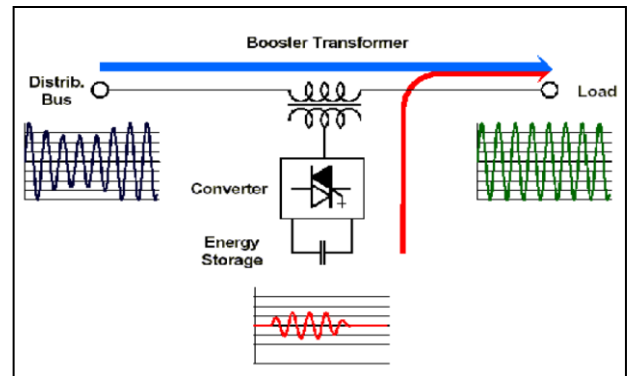 Booster Transformer
Distrib.
Bus
Load
Converter
Energy
Storage